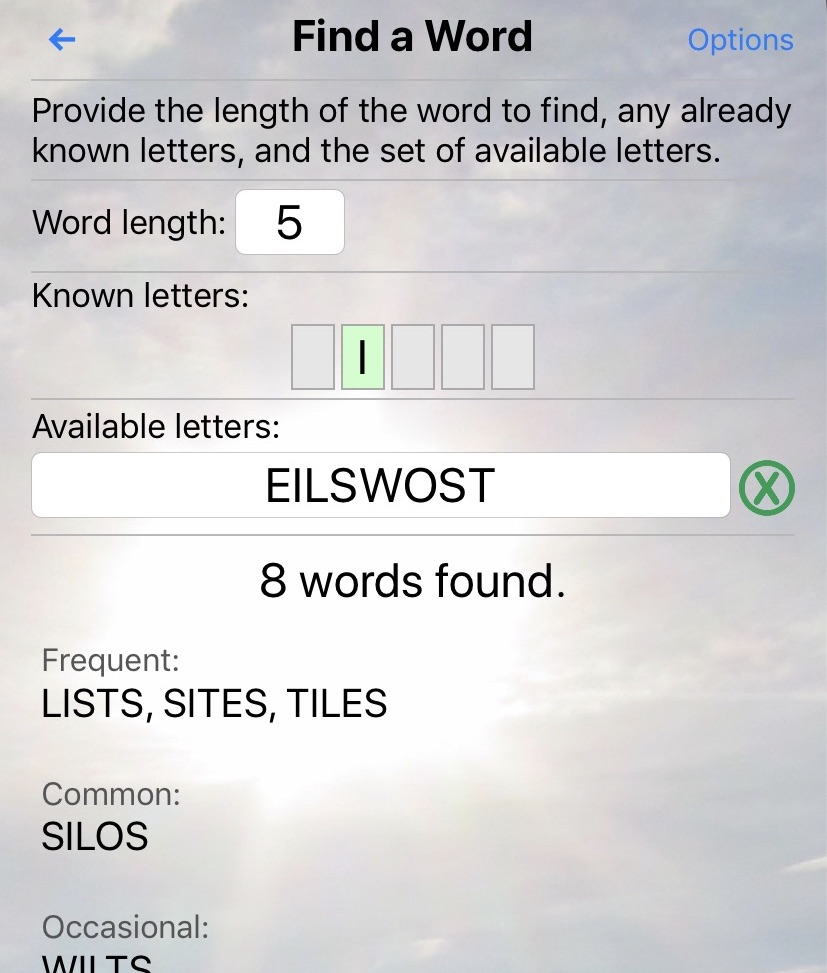 ←
Find a Word
Options
Provide the length of the word to find, any already
known letters, and the set of available letters.
Word length: 5
Known letters:
I
Available letters:
EILSWOST
X
8 words found.
Frequent:
LISTS, SITES, TILES
Common:
SILOS
Occasional:
WILTS